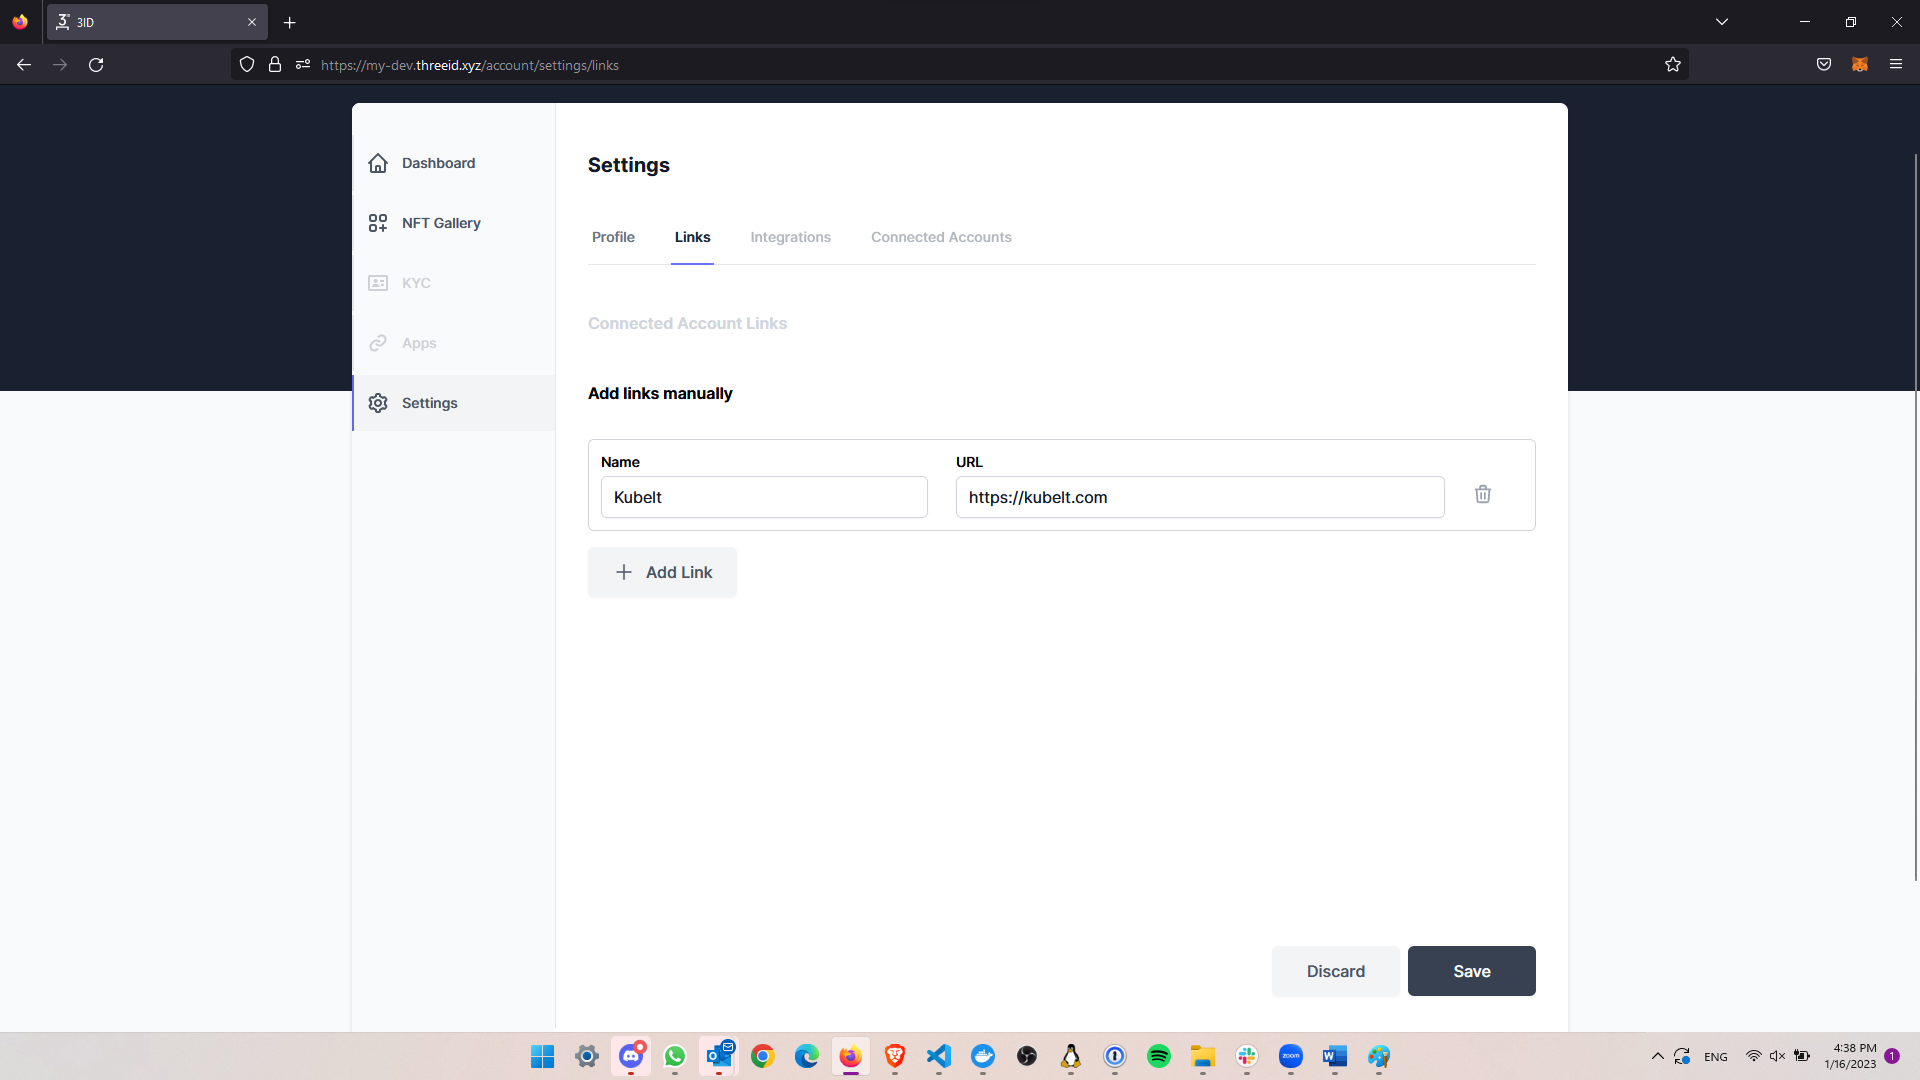 3ID
https://my-dev.threeid.xyz/account/settings/links
Dashboard
NFT Gallery
KYC
Apps
Settings
Settings
Profile
Links
Integrations
Connected Accounts
Connected Account Links
Add links manually
Name
URL
Kubelt
https://kubelt.com
Add Link
Discard
Save
zoom
ENG
4:38 PM
1/16/2023
1